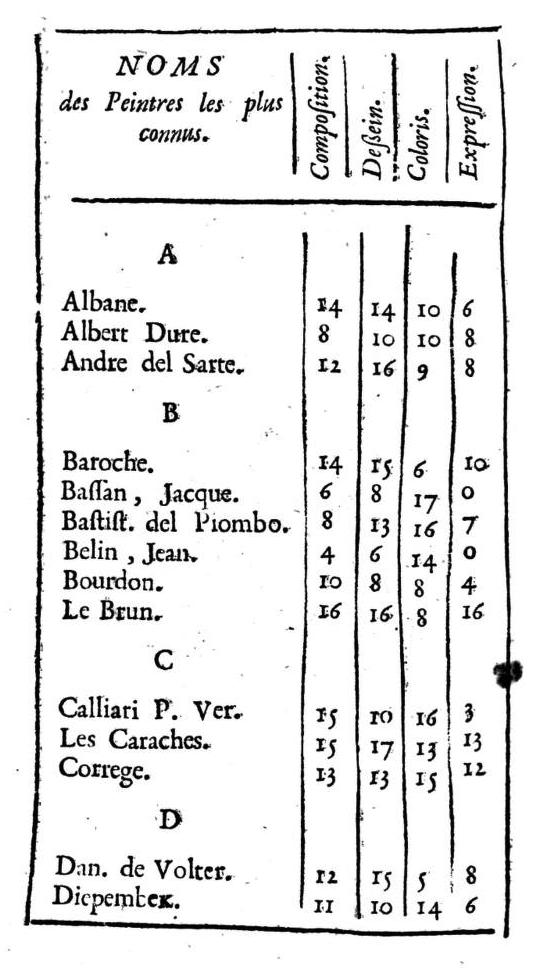 NOMS
des Peintres les plus
connus.
Compoſition. Deßein. Coloris. Expreſſion.
A
Albane. 14 14 10 6
Albert Dure. 8 10 10 8
Andre del Sarte. 12 16 9 8
B
Baroche. 14 15 6 10
Baſſan, Jacque. 6 8 17 0
Baſtiſt. del Piombo. 8 13 16 7
Belin, Jean. 4 6 14 0
Bourdon. 10 8 8 4
Le Brun. 16 16 8 16
C
Calliari P. Ver. 15 10 16 3
Les Caraches. 15 17 13 13
Correge. 13 13 15 12
D
Dan. de Volter. 12 15 5 8
Diepembek. 11 10 14 6